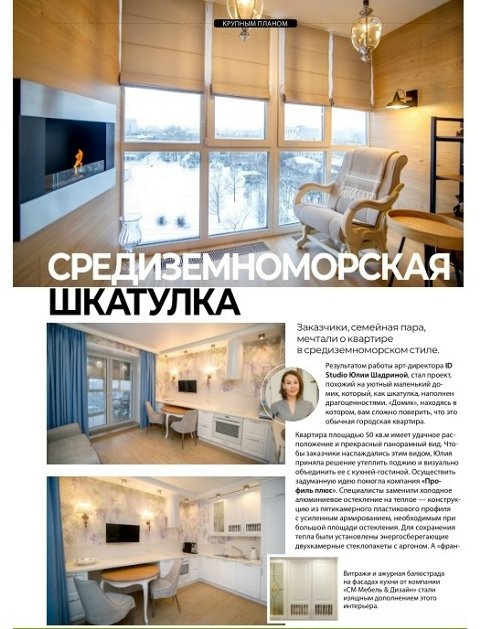 КРУПНЫМ ПЛАНОМ
СРЕДИЗЕМНОМОРСКАЯ
ШКАТУЛКА
Заказчики, семейная пара,
мечтали о квартире
в средиземноморском стиле.
Результатом работы арт-директора ID
Studio Юлии Шадриной, стал проект,
похожий на уютный маленький до-
мик, который, как шкатулка, наполнен
драгоценностями. «Домик», находясь в
котором, вам сложно поверить, что это
обычная городская квартира.
Квартира площадью 50 кв.м имеет удачное рас-
положение и прекрасный панорамный вид. Что-
бы заказчики наслаждались этим видом, Юлия
приняла решение утеплить лоджию и визуально
объединить ее с кухней-гостиной. Осуществить
задуманную идею помогла компания «Про-
филь плюс». Специалисты заменили холодное
алюминиевое остекление на теплое — конструк-
цию из пятикамерного пластикового профиля
с усиленным армированием, необходимым при
большой площади остекления. Для сохранения
тепла были установлены энергосберегающие
двухкамерные стеклопакеты с аргоном. А «фран-
Витражи и ажурная балюстрада
на фасадах кухни от компании
«СМ Мебель & Дизайн» стали
изящным дополнением этого
интерьера.